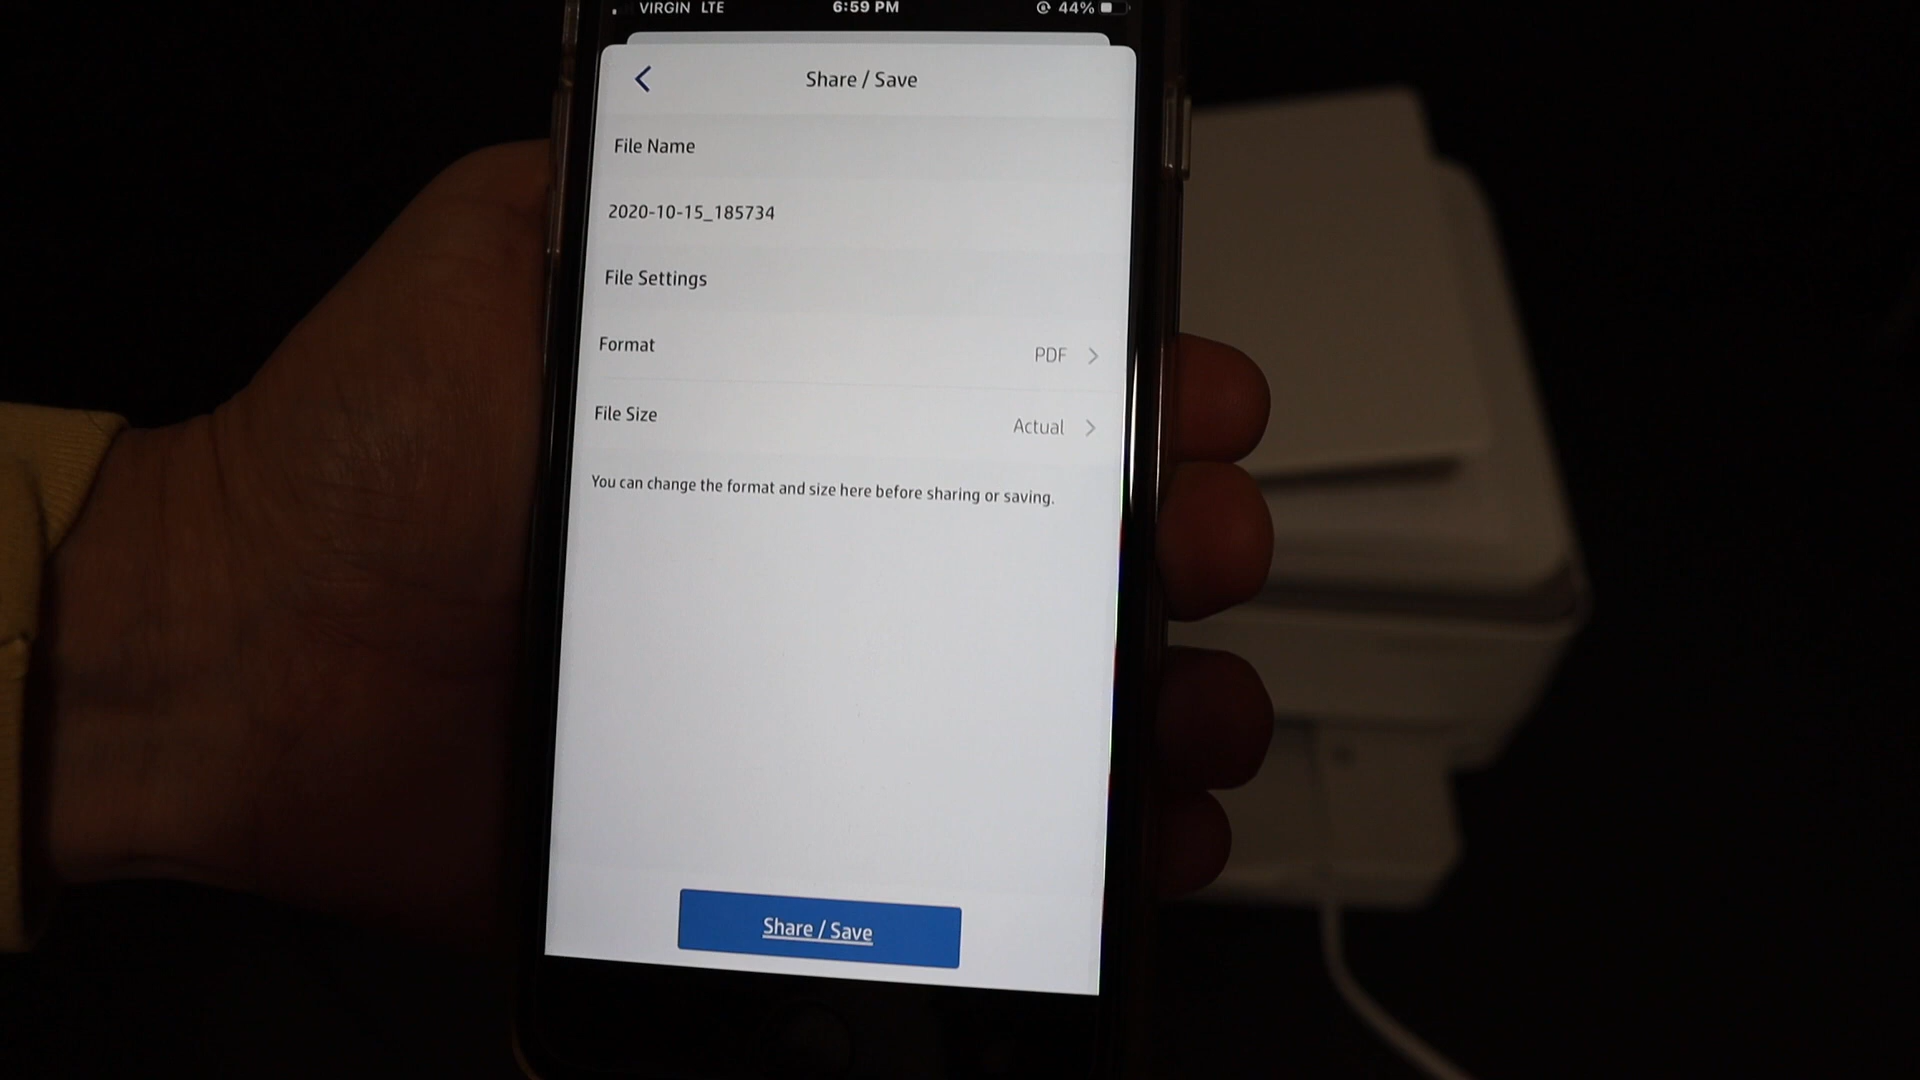 VIRGIN LTE 6:59 PM 44%
Share / Save
File Name
2020-10-15_185734
File Settings
Format PDF
File Size Actual
You can change the format and size here before sharing or saving.
Share / Save